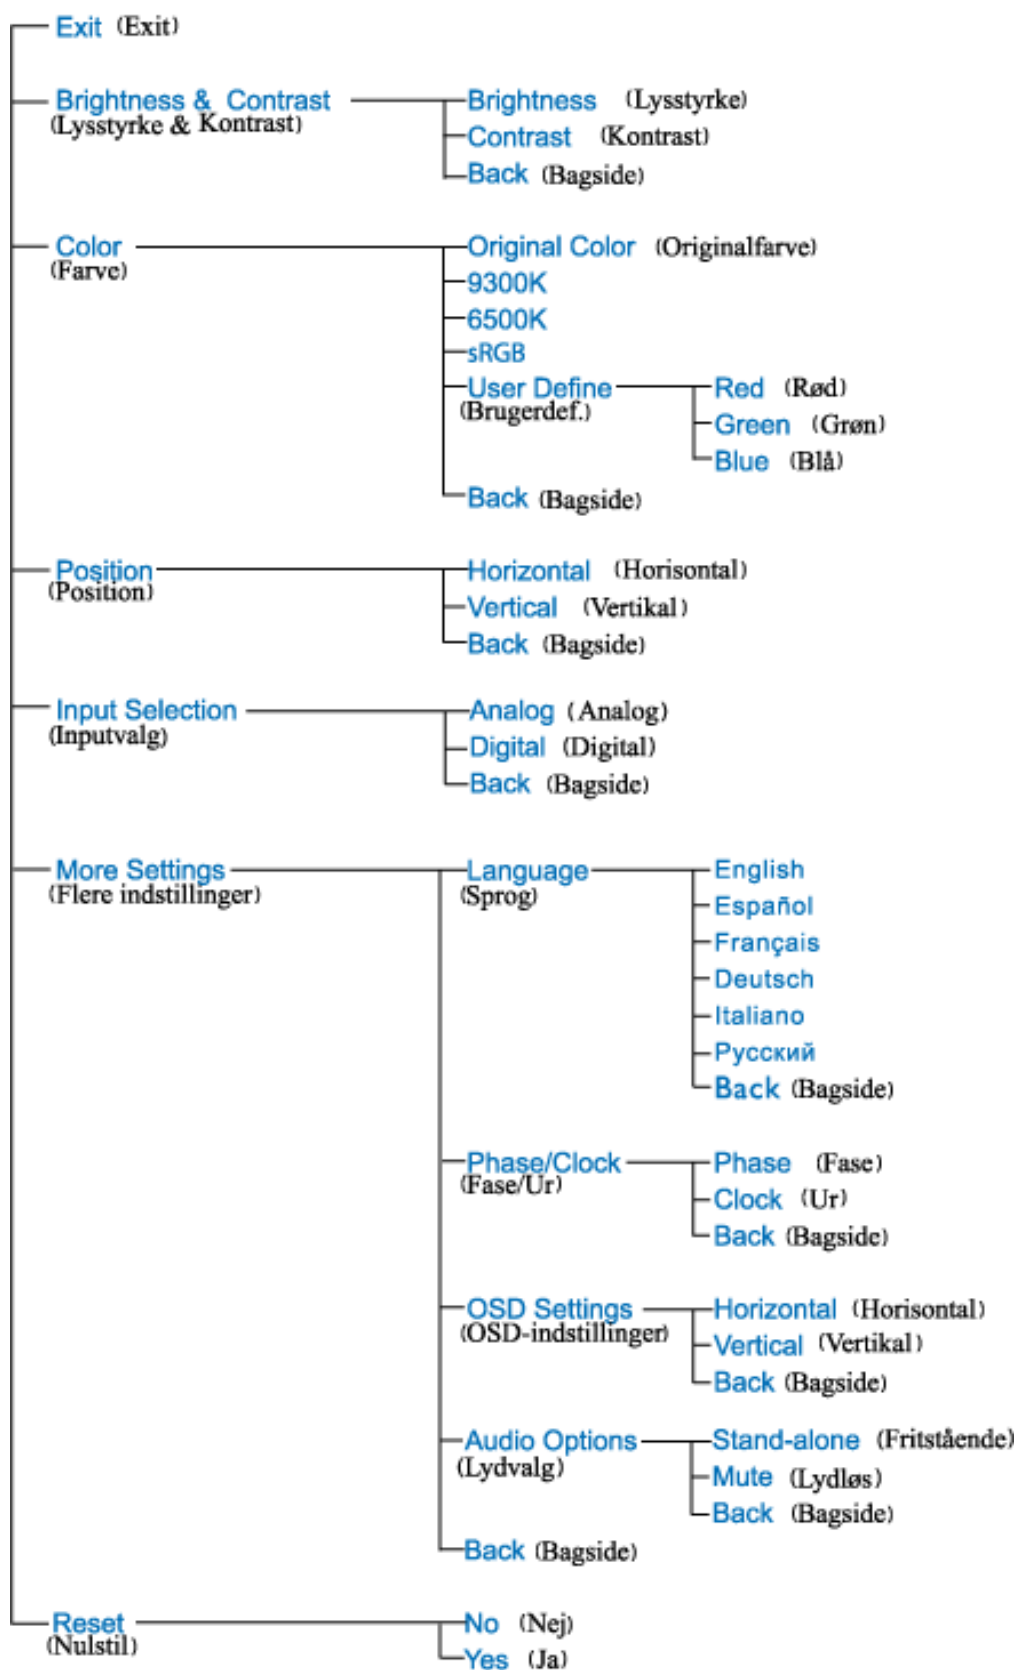 Exit (Exit)
Brightness & Contrast
(Lysstyrke & Kontrast)
Brightness (Lysstyrke)
Contrast (Kontrast)
Back (Bagside)
Color
(Farve)
Original Color (Originalfarve)
9300K
6500K
sRGB
User Define
(Brugerdef.)
Red (Rød)
Green (Grøn)
Blue (Blå)
Back (Bagside)
Position
(Position)
Horizontal (Horisontal)
Vertical (Vertikal)
Back (Bagside)
Input Selection
(Inputvalg)
Analog (Analog)
Digital (Digital)
Back (Bagside)
More Settings
(Flere indstillinger)
Language
(Sprog)
English
Español
Français
Deutsch
Italiano
Русский
Back (Bagside)
Phase/Clock
(Fase/Ur)
Phase (Fase)
Clock (Ur)
Back (Bagside)
OSD Settings
(OSD-indstillinger)
Horizontal (Horisontal)
Vertical (Vertikal)
Back (Bagside)
Audio Options
(Lydvalg)
Stand-alone (Fritstående)
Mute (Lydløs)
Back (Bagside)
Back (Bagside)
Reset
(Nulstil)
No (Nej)
Yes (Ja)